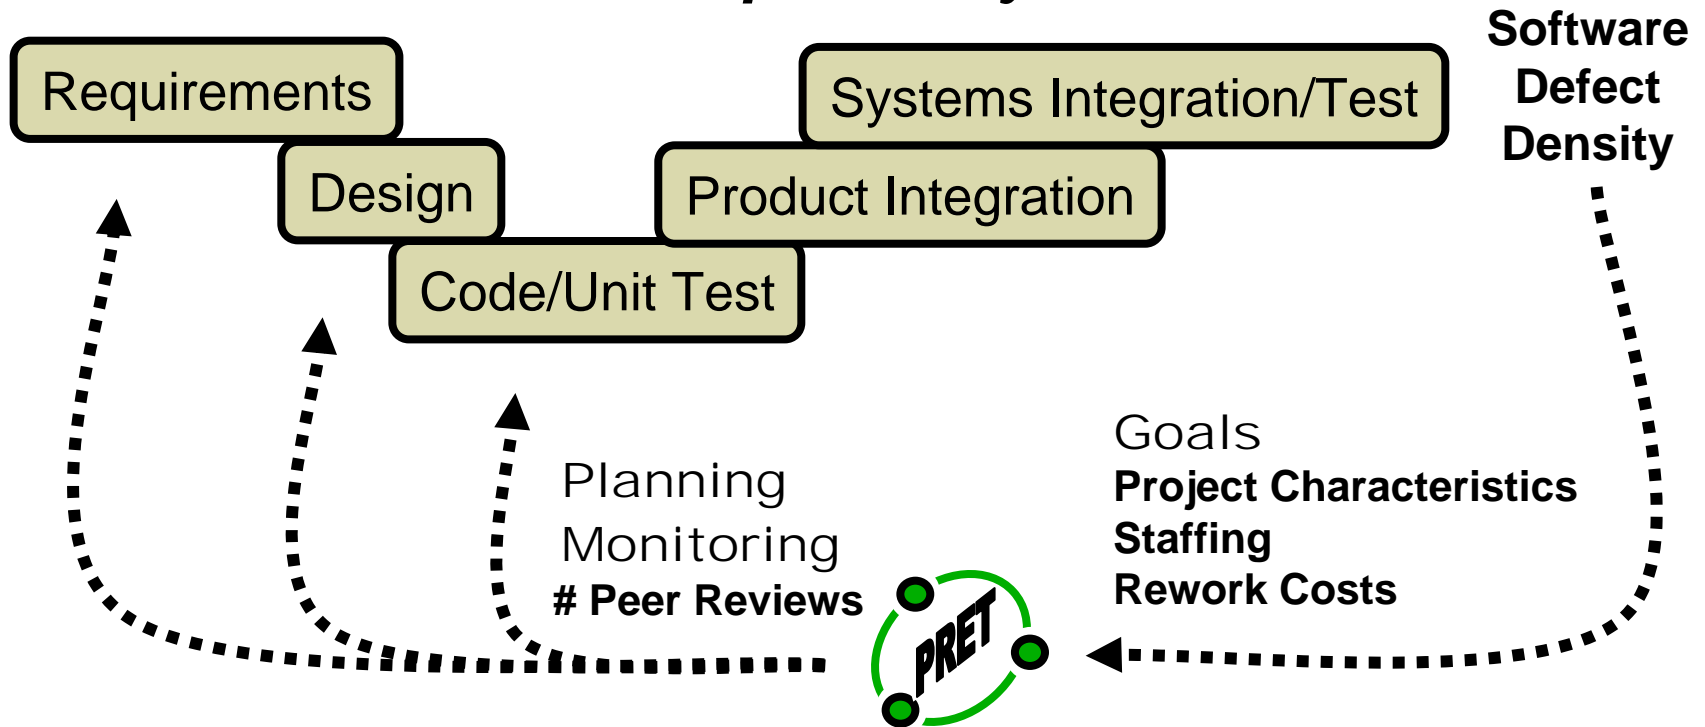 Software
Defect
Density
Requirements
Systems Integration/Test
Design
Product Integration
Code/Unit Test
Goals
Project Characteristics
Staffing
Rework Costs
Planning
Monitoring
# Peer Reviews
PRET